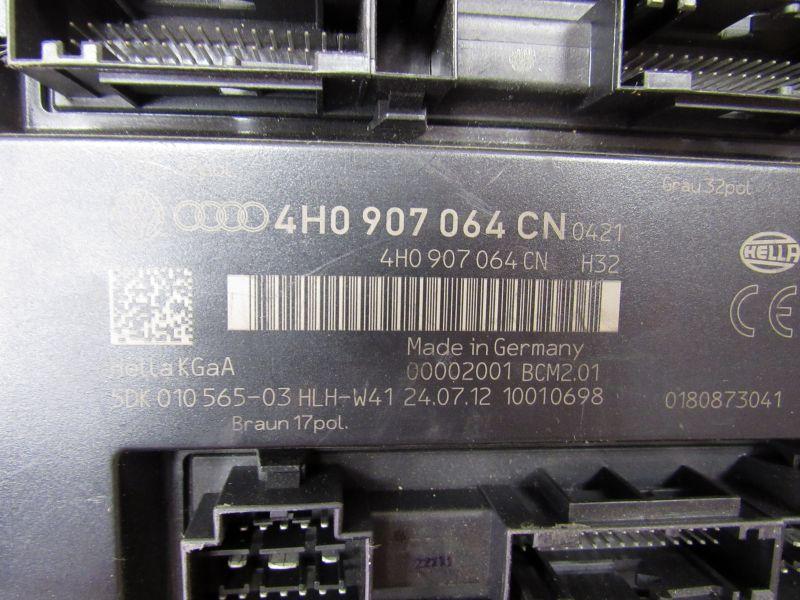 Grau 32pol
4H0 907 064 CN 0421
4H0 907 064 CN H32
HELLA
CE
Made in Germany
Hella KGaA
00002001 BCM2.01
5DK 010 565-03 HLH-W41 24.07.12 10010698
0180873041
Braun 17pol.